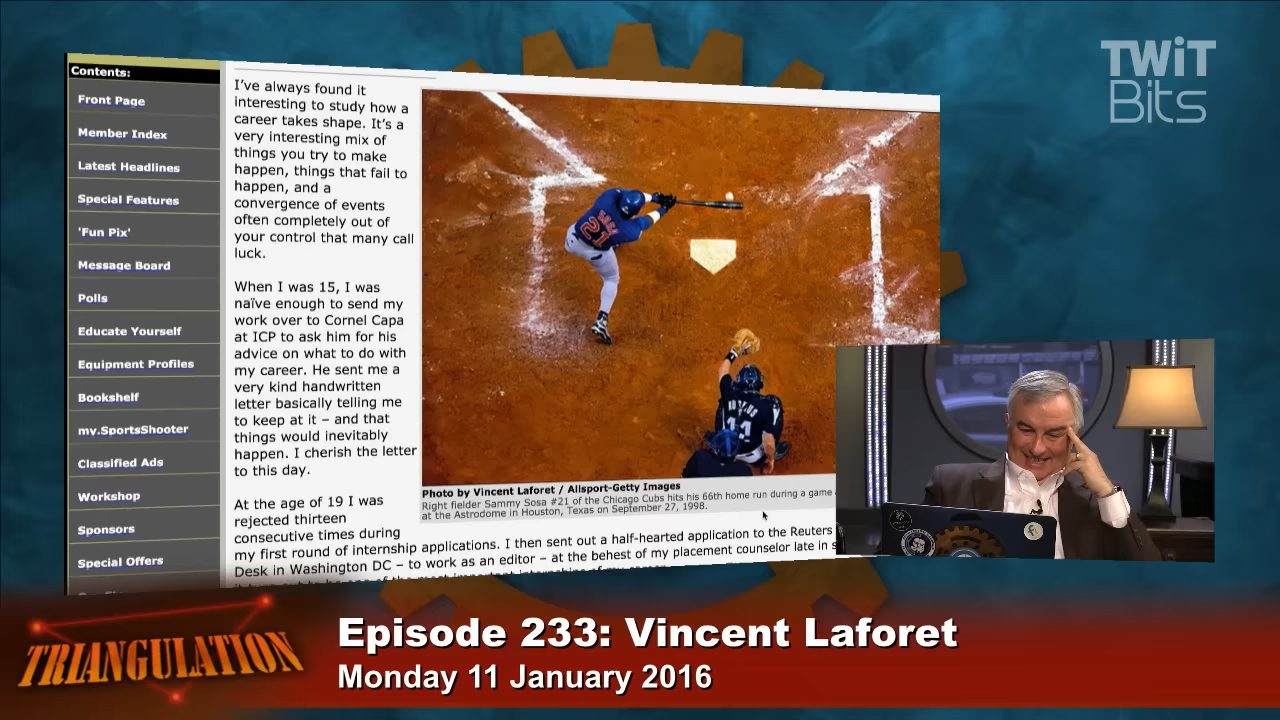 TWiT
Bits
Contents:
Front Page
Member Index
Latest Headlines
Special Features
'Fun Pix'
Message Board
Polls
Educate Yourself
Equipment Profiles
Bookshelf
my.SportsShooter
Classified Ads
Workshop
Sponsors
Special Offers
I've always found it
interesting to study how a
career takes shape. It's a
very interesting mix of
things you try to make
happen, things that fail to
happen, and a
convergence of events
often completely out of
your control that many call
luck.
When I was 15, I was
naïve enough to send my
work over to Cornel Capa
at ICP to ask him for his
advice on what to do with
my career. He sent me a
very kind handwritten
letter basically telling me
to keep at it – and that
things would inevitably
happen. I cherish the letter
to this day.
At the age of 19 I was
rejected thirteen
consecutive times during
my first round of internship applications. I then sent out a half-hearted application to the Reuters
Desk in Washington DC – to work as an editor – at the behest of my placement counselor late in s
SOSA
21
Photo by Vincent Laforet / Allsport-Getty Images
Right fielder Sammy Sosa #21 of the Chicago Cubs hits his 66th home run during a game
at the Astrodome in Houston, Texas on September 27, 1998.
TRIANGULATION
Episode 233: Vincent Laforet
Monday 11 January 2016